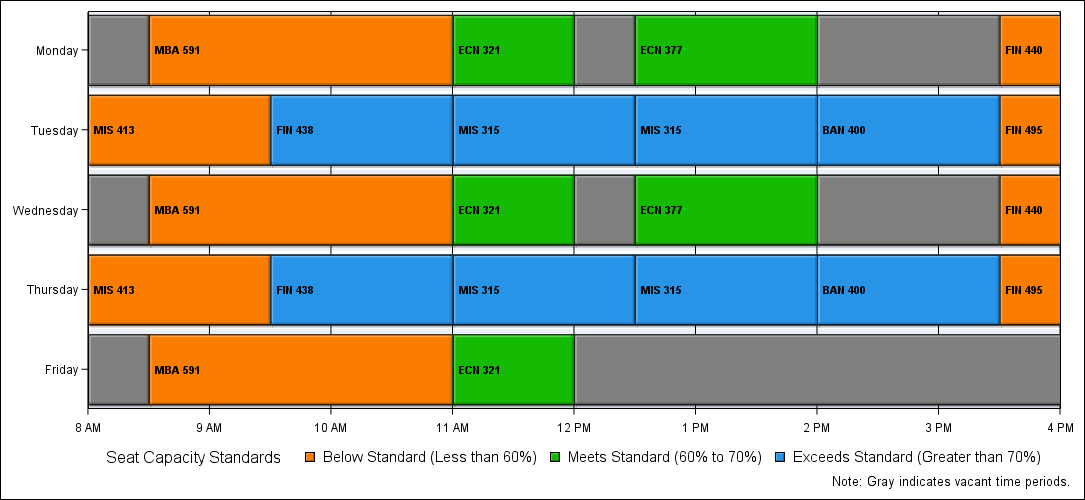 Monday MBA 591 ECN 321 ECN 377 FIN 440
Tuesday MIS 413 FIN 438 MIS 315 MIS 315 BAN 400 FIN 495
Wednesday MBA 591 ECN 321 ECN 377 FIN 440
Thursday MIS 413 FIN 438 MIS 315 MIS 315 BAN 400 FIN 495
Friday MBA 591 ECN 321
8 AM 9 AM 10 AM 11 AM 12 PM 1 PM 2 PM 3 PM 4 PM
Seat Capacity Standards Below Standard (Less than 60%) Meets Standard (60% to 70%) Exceeds Standard (Greater than 70%)
Note: Gray indicates vacant time periods.